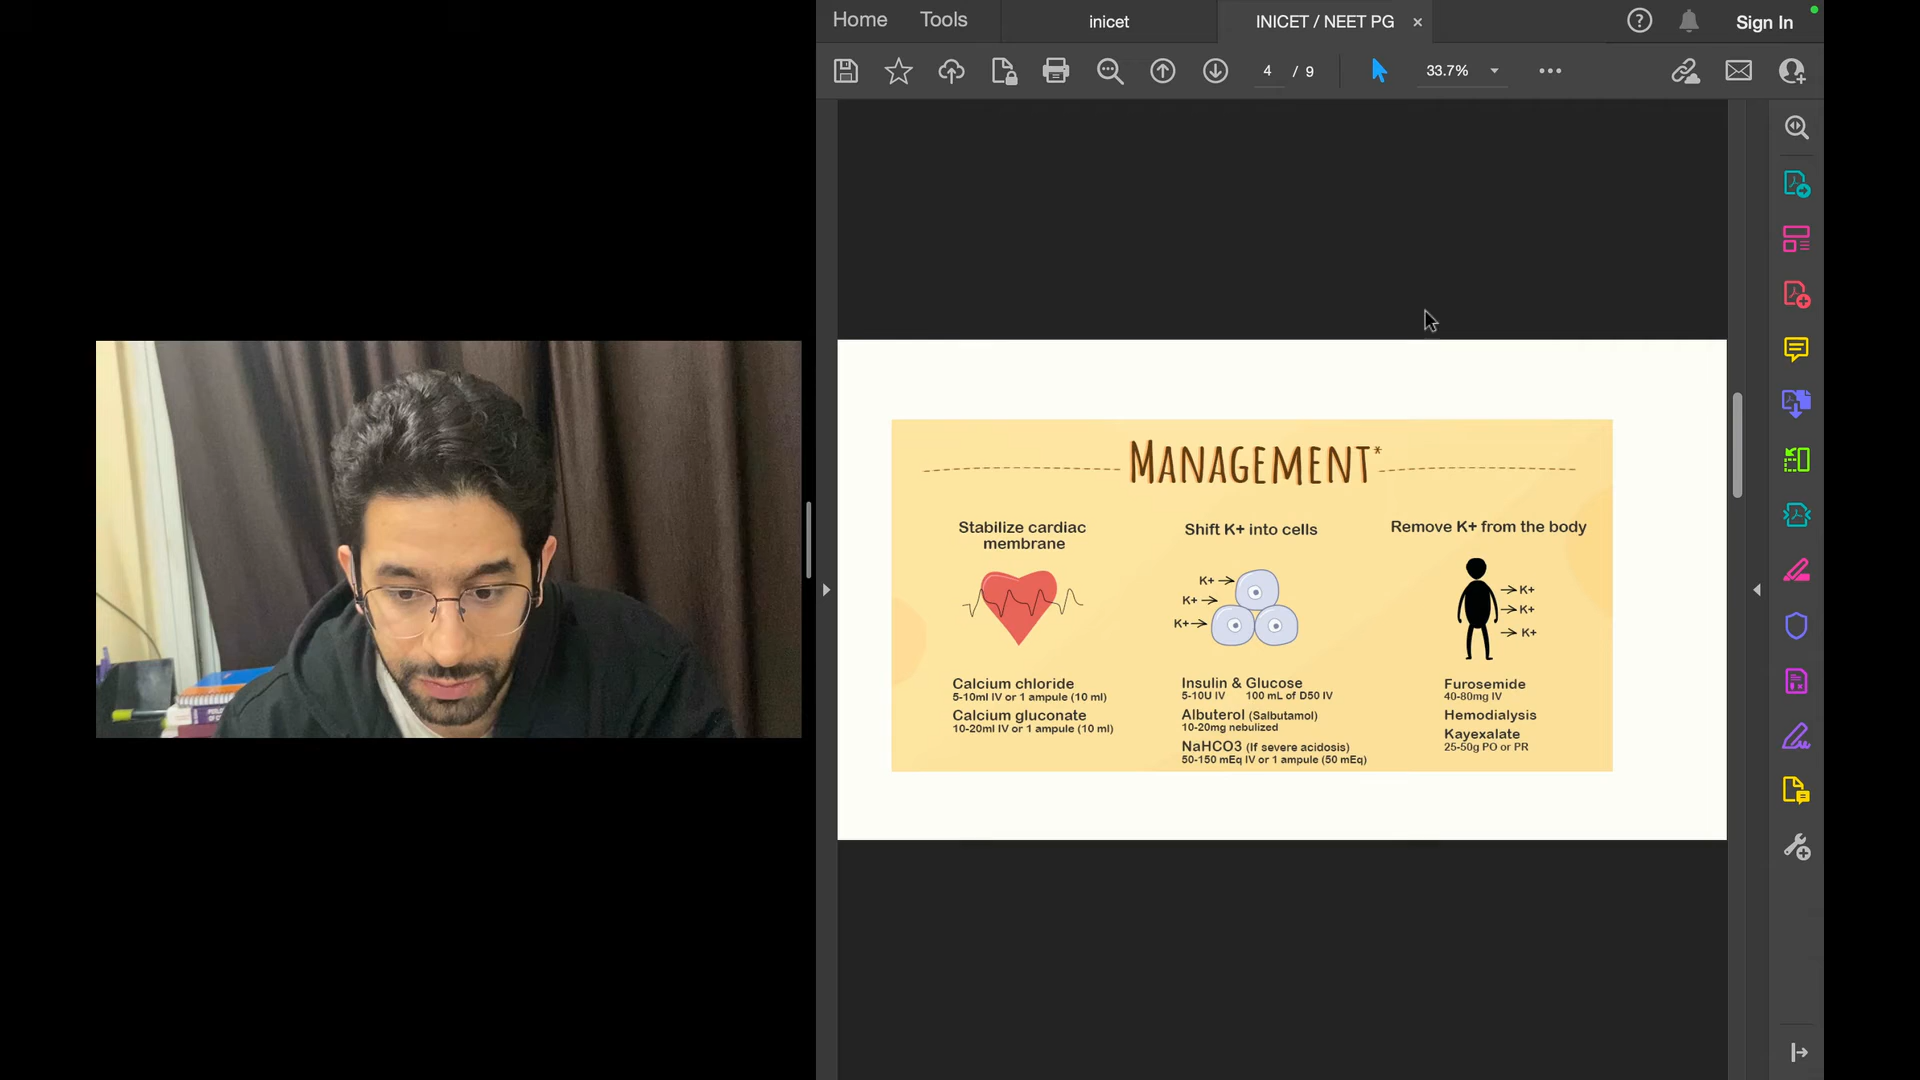 Home Tools inicet INICET / NEET PG × Sign In
4 / 9 33.7%
MANAGEMENT*
Stabilize cardiac
membrane
Calcium chloride
5-10ml IV or 1 ampule (10 ml)
Calcium gluconate
10-20ml IV or 1 ampule (10 ml)
Shift K+ into cells
K+
K+
K+
Insulin & Glucose
5-10U IV 100 mL of D50 IV
Albuterol (Salbutamol)
10-20mg nebulized
NaHCO3 (If severe acidosis)
50-150 mEq IV or 1 ampule (50 mEq)
Remove K+ from the body
K+
K+
K+
Furosemide
40-80mg IV
Hemodialysis
Kayexalate
25-50g PO or PR